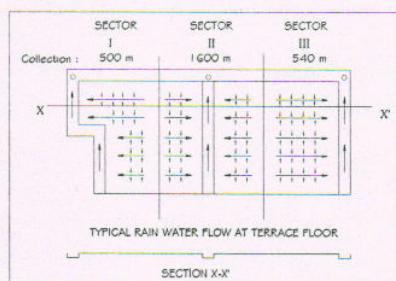 SECTOR SECTOR SECTOR
I II III
Collection : 500 m 1600 m 540 m
X X'
TYPICAL RAIN WATER FLOW AT TERRACE FLOOR
SECTION X-X'